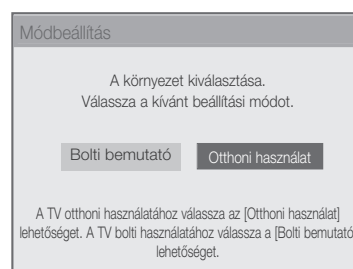 Módbeállítás
A környezet kiválasztása.
Válassza a kívánt beállítási módot.
Bolti bemutató
Otthoni használat
A TV otthoni használatához válassza az [Otthoni használat]
lehetőséget. A TV bolti használatához válassza a [Bolti bemutató
lehetőséget.